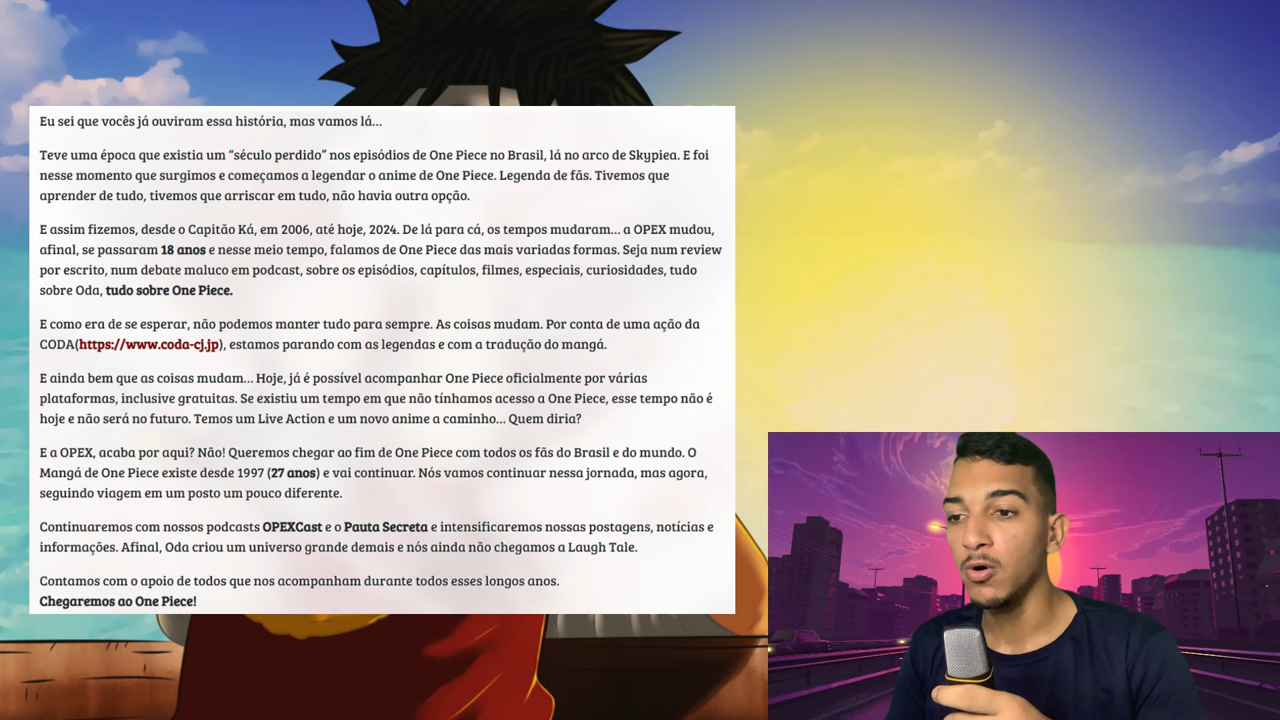 Eu sei que vocês já ouviram essa história, mas vamos lá...
Teve uma época que existia um “século perdido” nos episódios de One Piece no Brasil, lá no arco de Skypiea. E foi
nesse momento que surgimos e começamos a legendar o anime de One Piece. Legenda de fãs. Tivemos que
aprender de tudo, tivemos que arriscar em tudo, não havia outra opção.
E assim fizemos, desde o Capitão Ká, em 2006, até hoje, 2024. De lá para cá, os tempos mudaram... a OPEX mudou,
afinal, se passaram 18 anos e nesse meio tempo, falamos de One Piece das mais variadas formas. Seja num review
por escrito, num debate maluco em podcast, sobre os episódios, capítulos, filmes, especiais, curiosidades, tudo
sobre Oda, tudo sobre One Piece.
E como era de se esperar, não podemos manter tudo para sempre. As coisas mudam. Por conta de uma ação da
CODA(https://www.coda-cj.jp), estamos parando com as legendas e com a tradução do mangá.
E ainda bem que as coisas mudam... Hoje, já é possível acompanhar One Piece oficialmente por várias
plataformas, inclusive gratuitas. Se existiu um tempo em que não tínhamos acesso a One Piece, esse tempo não é
hoje e não será no futuro. Temos um Live Action e um novo anime a caminho... Quem diria?
E a OPEX, acaba por aqui? Não! Queremos chegar ao fim de One Piece com todos os fãs do Brasil e do mundo. O
Mangá de One Piece existe desde 1997 (27 anos) e vai continuar. Nós vamos continuar nessa jornada, mas agora,
seguindo viagem em um posto um pouco diferente.
Continuaremos com nossos podcasts OPEXCast e o Pauta Secreta e intensificaremos nossas postagens, notícias e
informações. Afinal, Oda criou um universo grande demais e nós ainda não chegamos a Laugh Tale.
Contamos com o apoio de todos que nos acompanham durante todos esses longos anos.
Chegaremos ao One Piece!